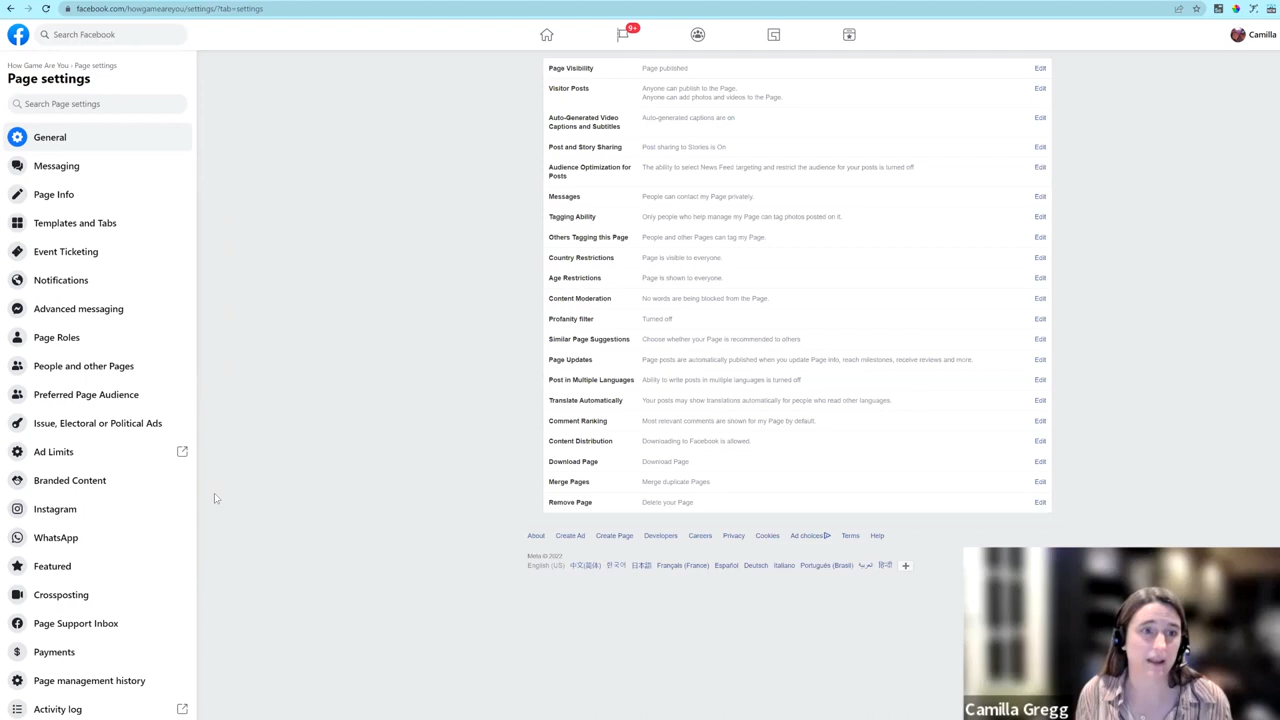 facebook.com/howgameareyou/settings/?tab=settings
Search Facebook
9+
Camilla
How Game Are You › Page settings
Page settings
Search Page settings
General
Messaging
Page Info
Templates and Tabs
Event Ticketing
Notifications
Advanced messaging
Page Roles
People and other Pages
Preferred Page Audience
Issue, Electoral or Political Ads
Ad Limits
Branded Content
Instagram
WhatsApp
Featured
Crossposting
Page Support Inbox
Payments
Page management history
Activity log
Page Visibility Page published Edit
Visitor Posts Anyone can publish to the Page. Edit
Anyone can add photos and videos to the Page.
Auto-Generated Video Auto-generated captions are on Edit
Captions and Subtitles
Post and Story Sharing Post sharing to Stories is On Edit
Audience Optimization for The ability to select News Feed targeting and restrict the audience for your posts is turned off Edit
Posts
Messages People can contact my Page privately. Edit
Tagging Ability Only people who help manage my Page can tag photos posted on it. Edit
Others Tagging this Page People and other Pages can tag my Page. Edit
Country Restrictions Page is visible to everyone. Edit
Age Restrictions Page is shown to everyone. Edit
Content Moderation No words are being blocked from the Page. Edit
Profanity filter Turned off Edit
Similar Page Suggestions Choose whether your Page is recommended to others Edit
Page Updates Page posts are automatically published when you update Page Info, reach milestones, receive reviews and more. Edit
Post in Multiple Languages Ability to write posts in multiple languages is turned off Edit
Translate Automatically Your posts may show translations automatically for people who read other languages. Edit
Comment Ranking Most relevant comments are shown for my Page by default. Edit
Content Distribution Downloading to Facebook is allowed. Edit
Download Page Download Page Edit
Merge Pages Merge duplicate Pages Edit
Remove Page Delete your Page Edit
About Create Ad Create Page Developers Careers Privacy Cookies Ad choices Terms Help
Meta © 2022
English (US) 中文(简体) 한국어 日本語 Français (France) Español Deutsch Italiano Português (Brasil) العربية हिन्दी
Camilla Gregg